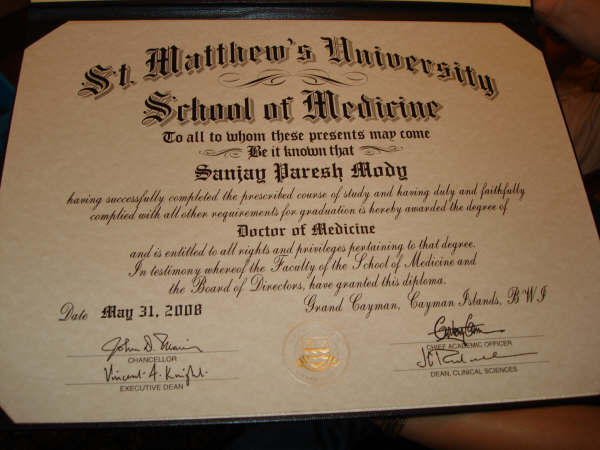 St. Matthew's University
School of Medicine
To all to whom these presents may come
Be it known that
Sanjay Paresh Mody
having successfully completed the prescribed course of study and having duly and faithfully
complied with all other requirements for graduation is hereby awarded the degree of
Doctor of Medicine
and is entitled to all rights and privileges pertaining to that degree.
In testimony whereof the Faculty of the School of Medicine and
the Board of Directors, have granted this diploma.
Date May 31, 2008
Grand Cayman, Cayman Islands, BWI
John D.
CHANCELLOR
Vincent A. Knight
EXECUTIVE DEAN
CHIEF ACADEMIC OFFICER
DEAN, CLINICAL SCIENCES